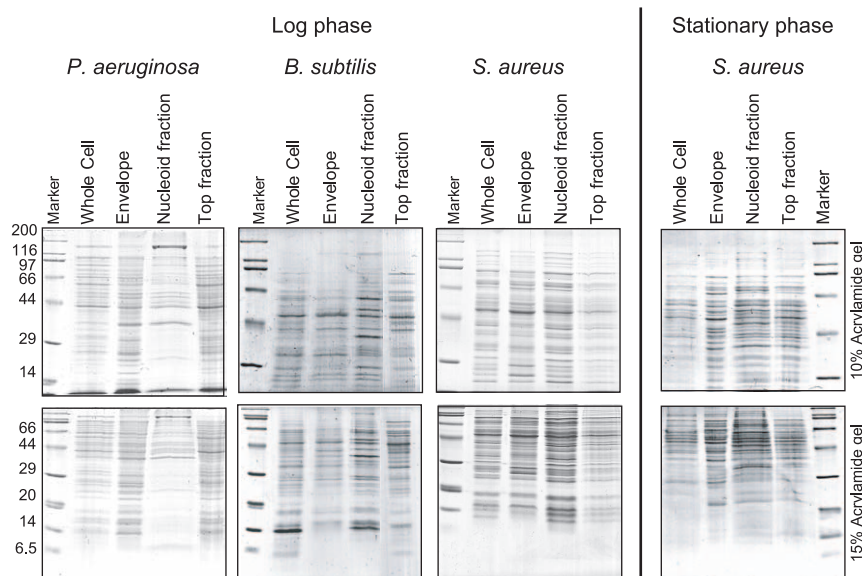 Log phase
Stationary phase
P. aeruginosa
B. subtilis
S. aureus
S. aureus
Marker
Whole Cell
Envelope
Nucleoid fraction
Top fraction
Marker
Whole Cell
Envelope
Nucleoid fraction
Top fraction
Marker
Whole Cell
Envelope
Nucleoid fraction
Top fraction
Whole Cell
Envelope
Nucleoid fraction
Top fraction
Marker
200
116
97
66
44
29
14
10% Acrylamide gel
66
44
29
20
14
6.5
15% Acrylamide gel